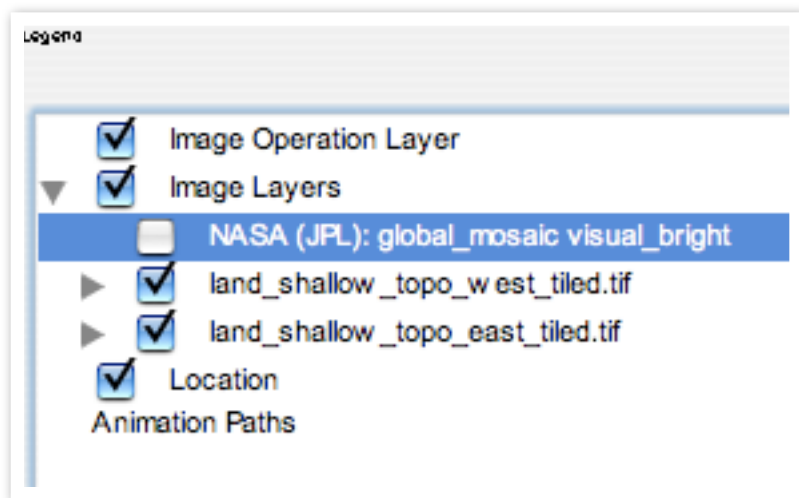 Legend
Image Operation Layer
Image Layers
NASA (JPL): global_mosaic visual_bright
land_shallow_topo_west_tiled.tif
land_shallow_topo_east_tiled.tif
Location
Animation Paths